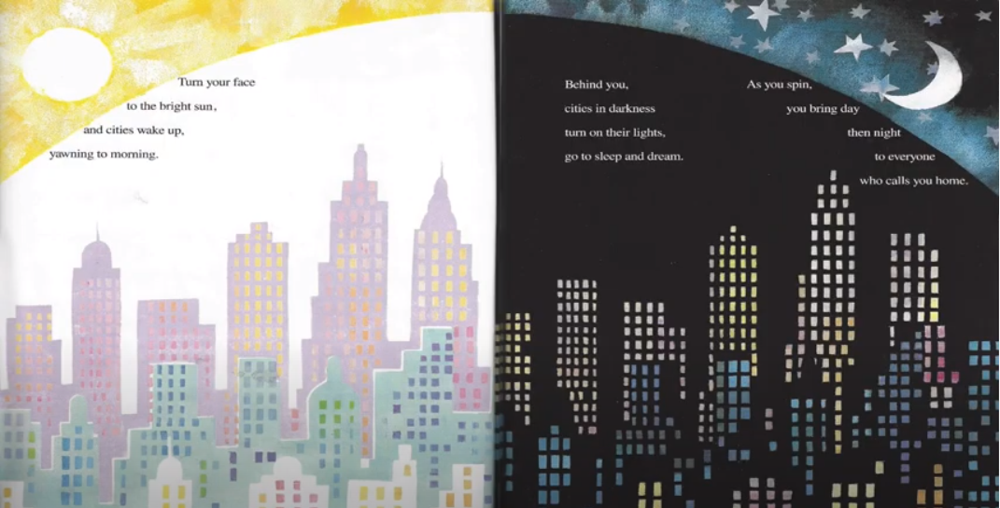 Turn your face
to the bright sun,
and cities wake up,
yawning to morning.
Behind you,
cities in darkness
turn on their lights,
go to sleep and dream.
As you spin,
you bring day
then night
to everyone
who calls you home.